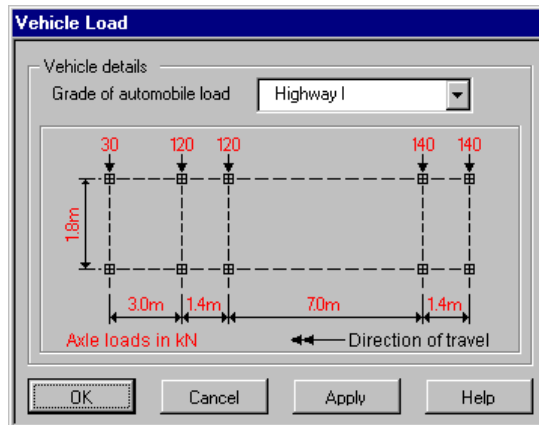 Vehicle Load
Vehicle details
Grade of automobile load Highway I
30 120 120 140 140
1.8m
3.0m 1.4m 7.0m 1.4m
Axle loads in kN Direction of travel
OK Cancel Apply Help